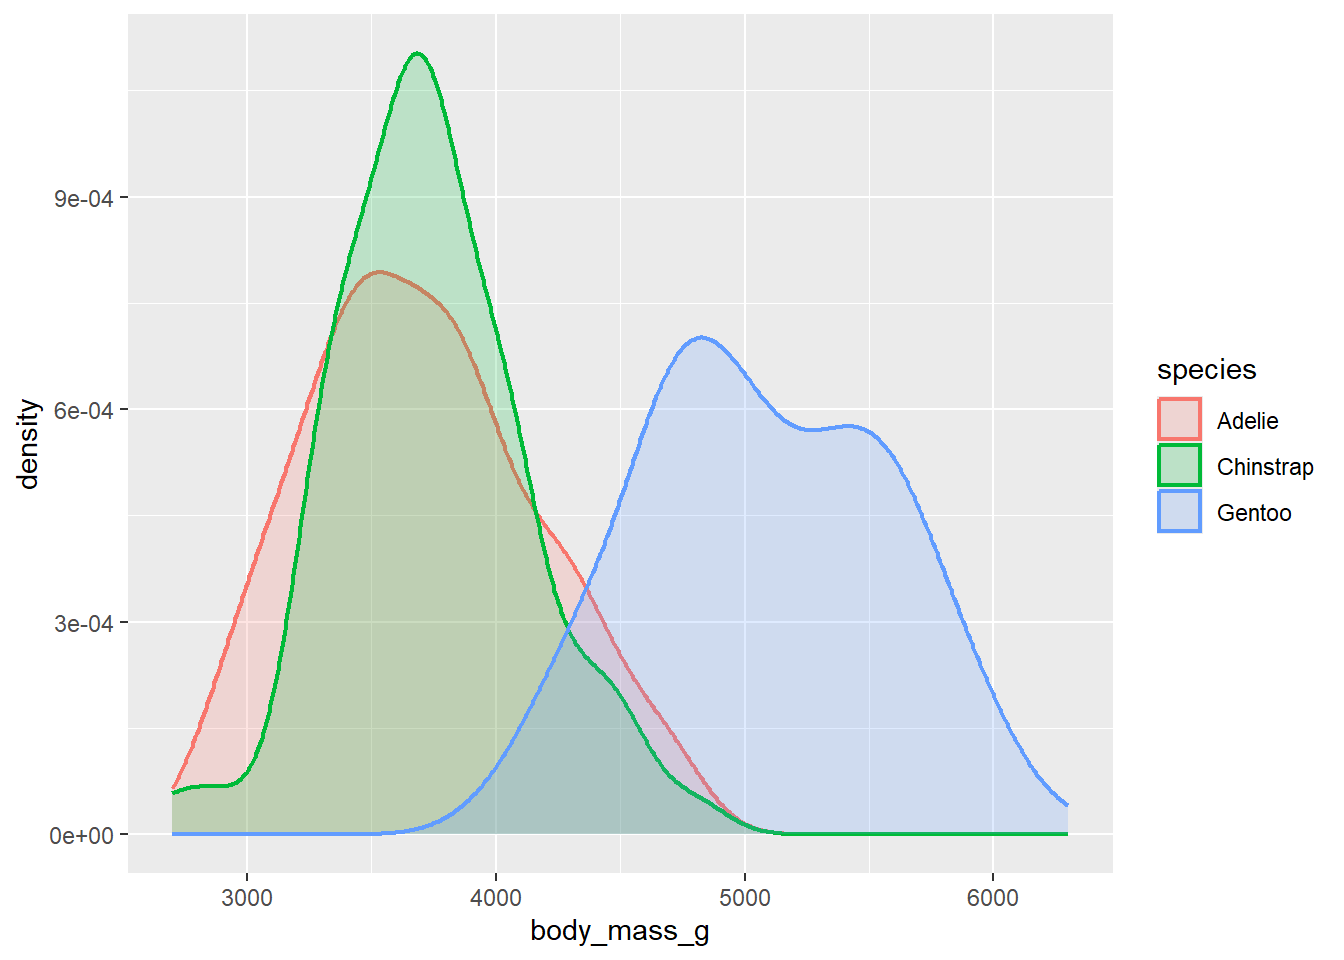 density
9e-04
6e-04
3e-04
0e+00
3000 4000 5000 6000
body_mass_g
species
Adelie
Chinstrap
Gentoo